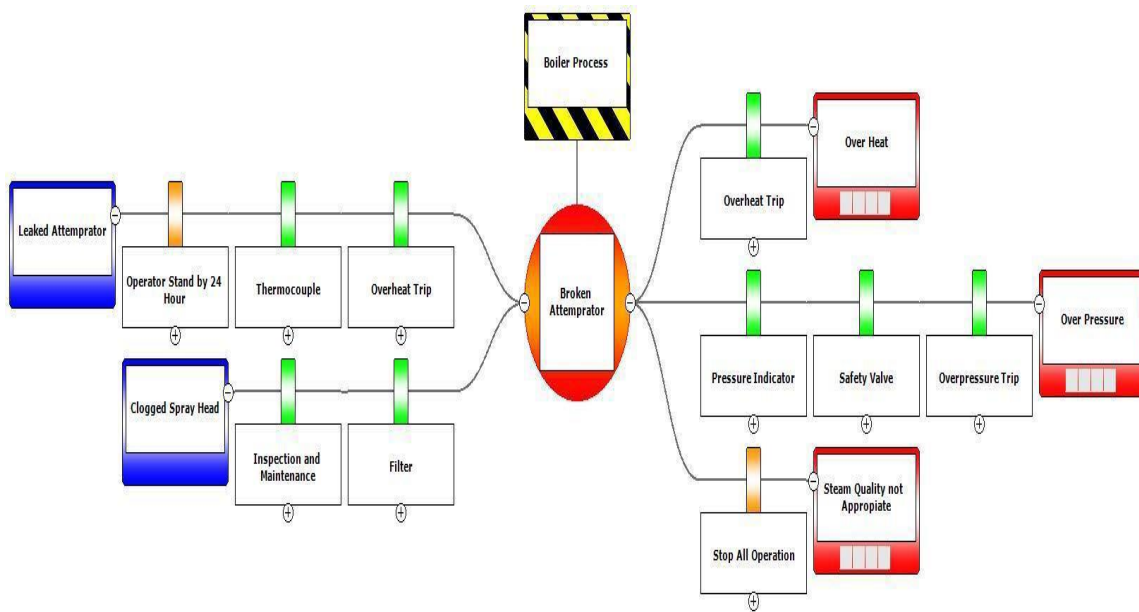 Boiler Process
Leaked Attemprator
Operator Stand by 24
Hour
Thermocouple
Overheat Trip
Clogged Spray Head
Inspection and
Maintenance
Filter
Broken
Attemprator
Overheat Trip
Over Heat
Pressure Indicator
Safety Valve
Overpressure Trip
Over Pressure
Stop All Operation
Steam Quality not
Appropiate